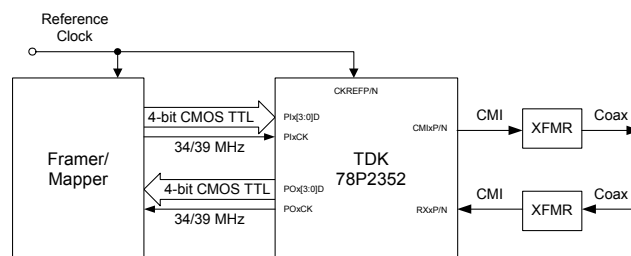 Reference
Clock
CKREFP/N
4-bit CMOS TTL
PIx[3:0]D
34/39 MHz
PIxCK
Framer/
Mapper
TDK
78P2352
4-bit CMOS TTL
POx[3:0]D
34/39 MHz
POxCK
CMIxP/N
CMI
XFMR
Coax
RXxP/N
CMI
XFMR
Coax